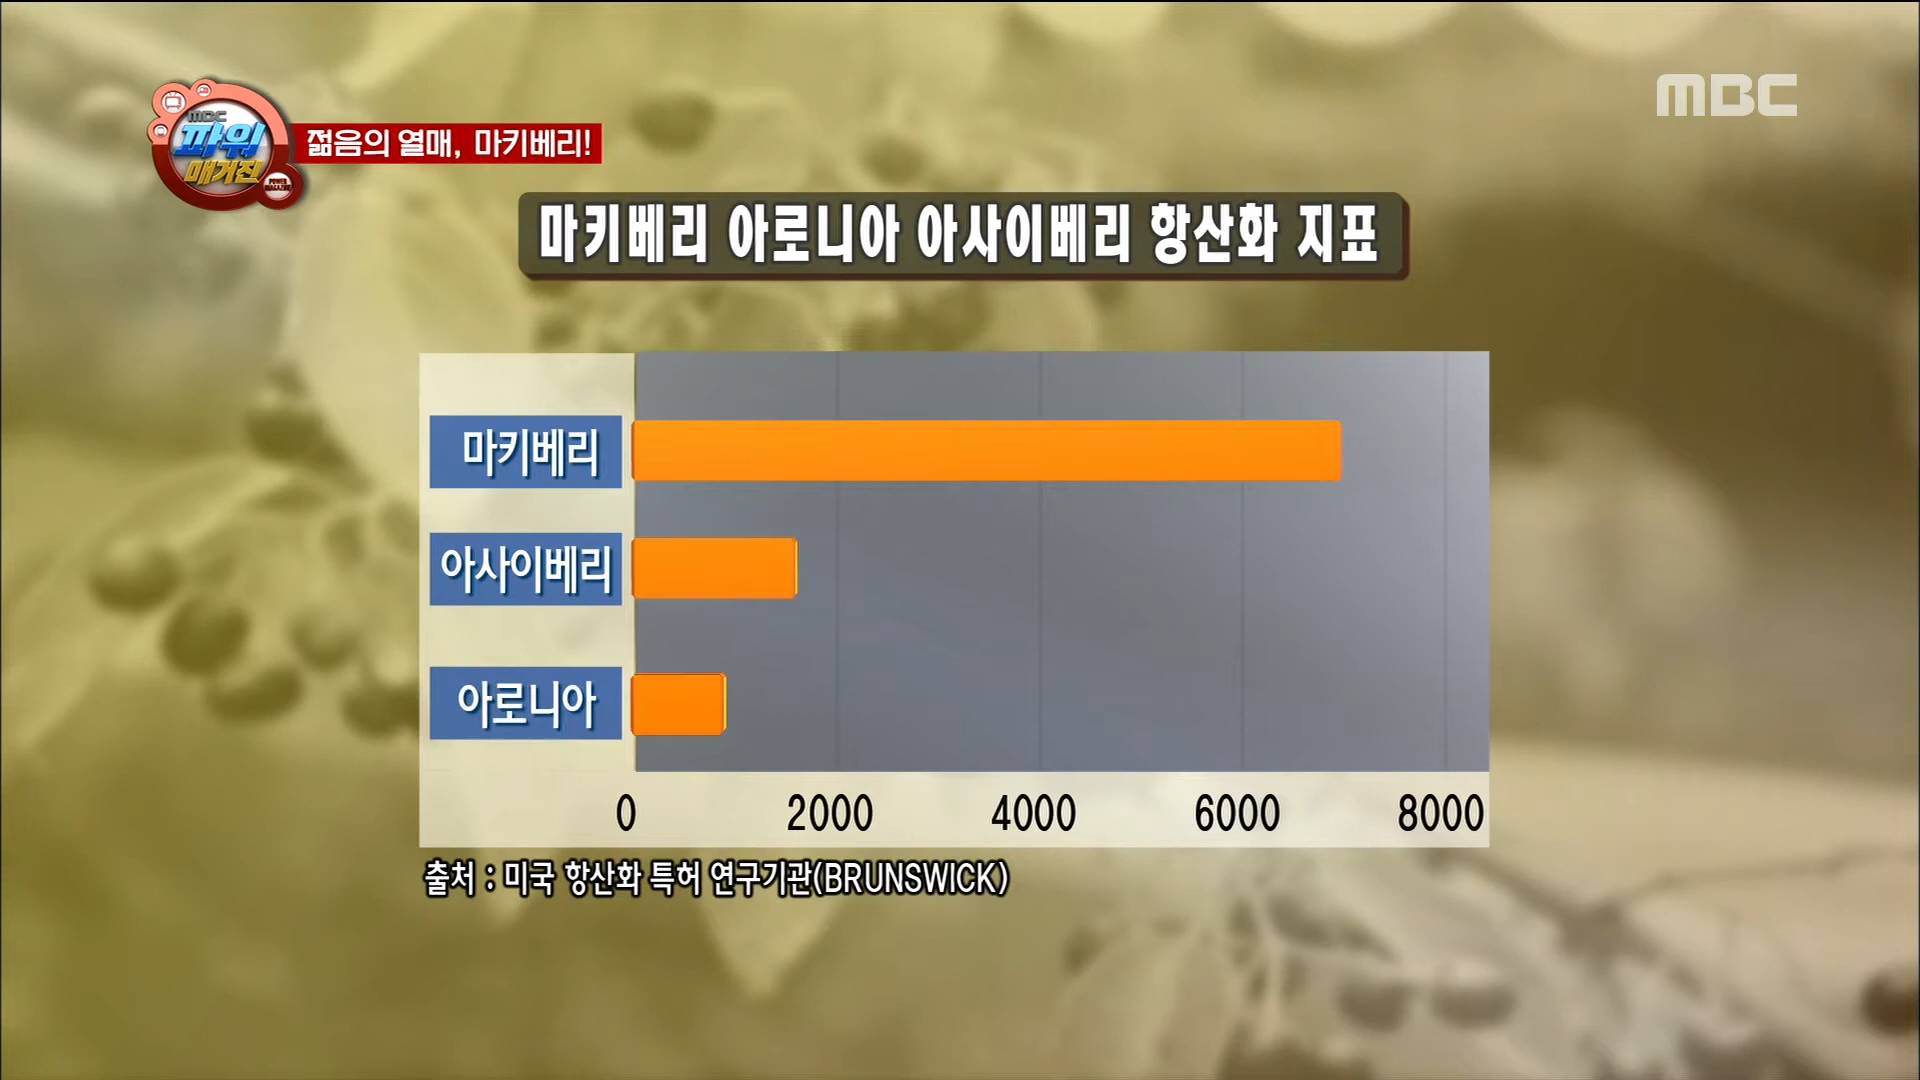 MBC
MBC
파워
매거진
POWER
MAGAZINE
젊음의 열매, 마키베리!
마키베리 아로니아 아사이베리 항산화 지표
마키베리
아사이베리
아로니아
0 2000 4000 6000 8000
출처 : 미국 항산화 특허 연구기관(BRUNSWICK)